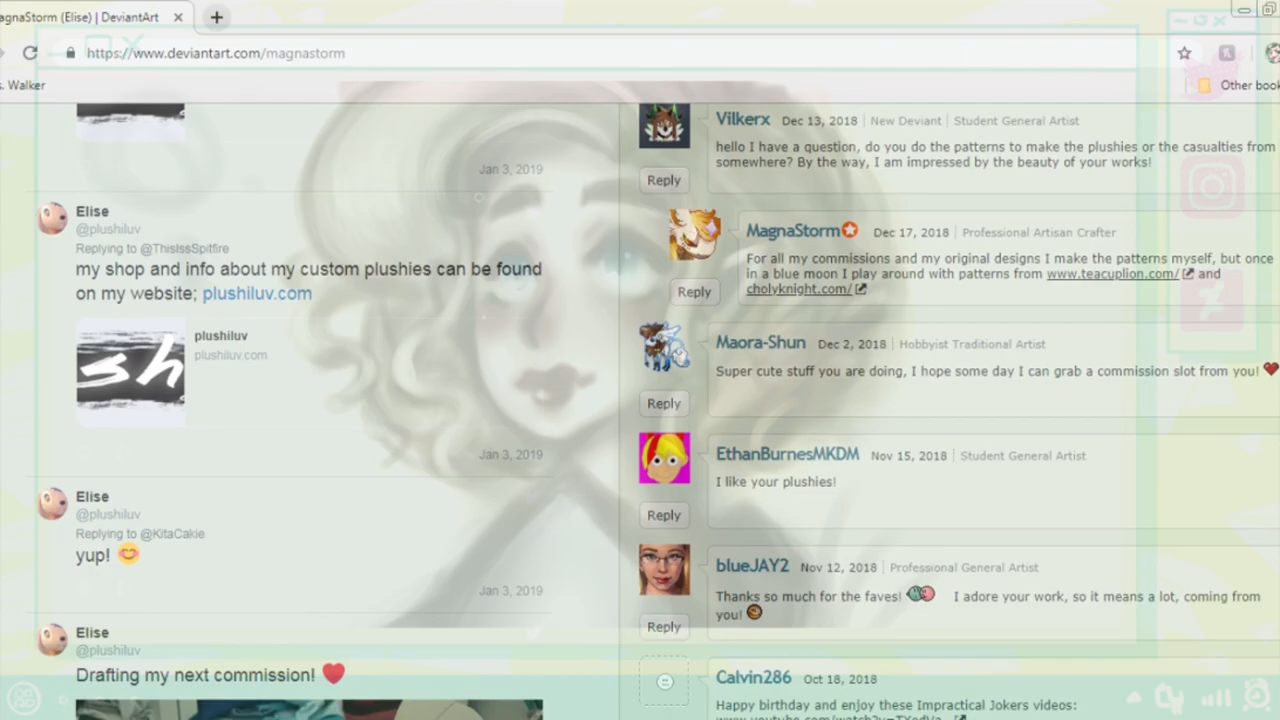 agnaStorm (Elise) | DeviantArt
https://www.deviantart.com/magnastorm
. Walker
Other book
Jan 3, 2019
Elise
@plushiluv
Replying to @ThisIssSpitfire
my shop and info about my custom plushies can be found
on my website; plushiluv.com
sh
plushiluv
plushiluv.com
Jan 3, 2019
Elise
@plushiluv
Replying to @KitaCakie
yup! 😊
Jan 3, 2019
Elise
@plushiluv
Drafting my next commission! ❤
Vilkerx Dec 13, 2018 | New Deviant | Student General Artist
hello I have a question, do you do the patterns to make the plushies or the casualties from
somewhere? By the way, I am impressed by the beauty of your works!
Reply
MagnaStorm Dec 17, 2018 | Professional Artisan Crafter
For all my commissions and my original designs I make the patterns myself, but once
in a blue moon I play around with patterns from www.teacuplion.com/ and
cholyknight.com/
Reply
Maora-Shun Dec 2, 2018 | Hobbyist Traditional Artist
Super cute stuff you are doing, I hope some day I can grab a commission slot from you! ❤
Reply
EthanBurnesMKDM Nov 15, 2018 | Student General Artist
I like your plushies!
Reply
blueJAY2 Nov 12, 2018 | Professional General Artist
Thanks so much for the faves! I adore your work, so it means a lot, coming from
you!
Reply
Calvin286 Oct 18, 2018
Happy birthday and enjoy these Impractical Jokers videos: